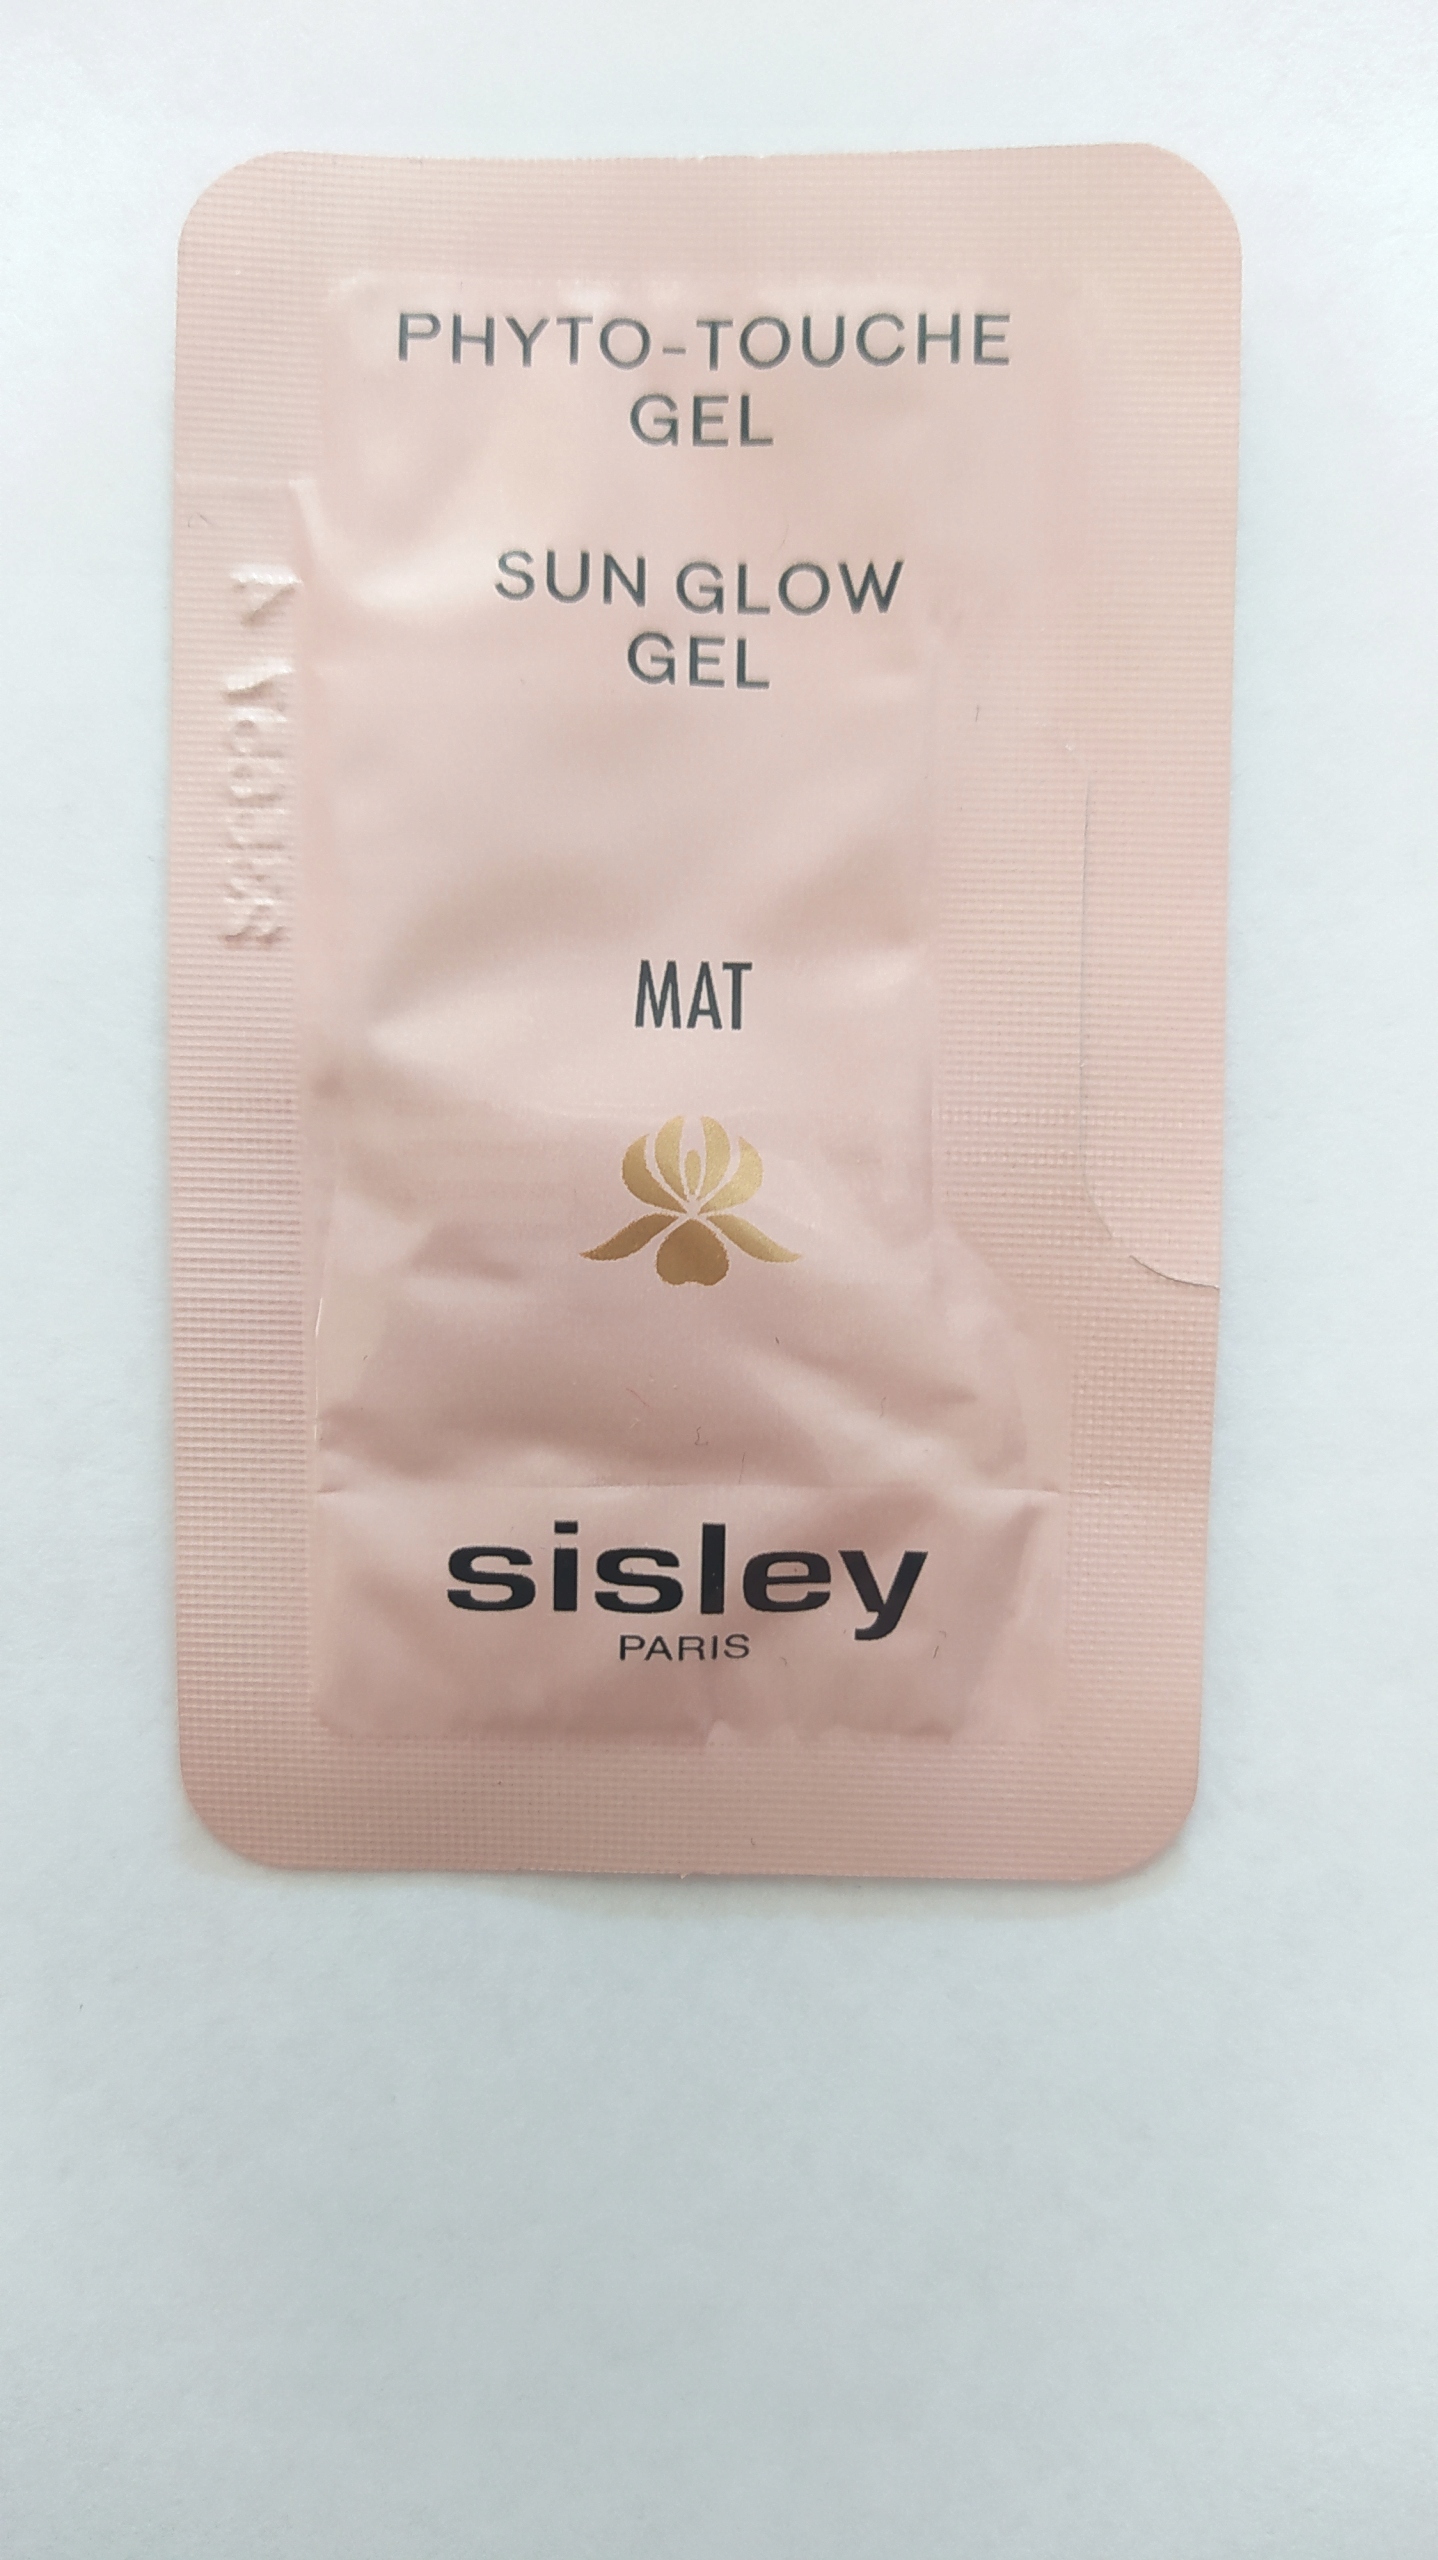 PHYTO-TOUCHE
GEL
SUN GLOW
GEL
MAT
sisley
PARIS